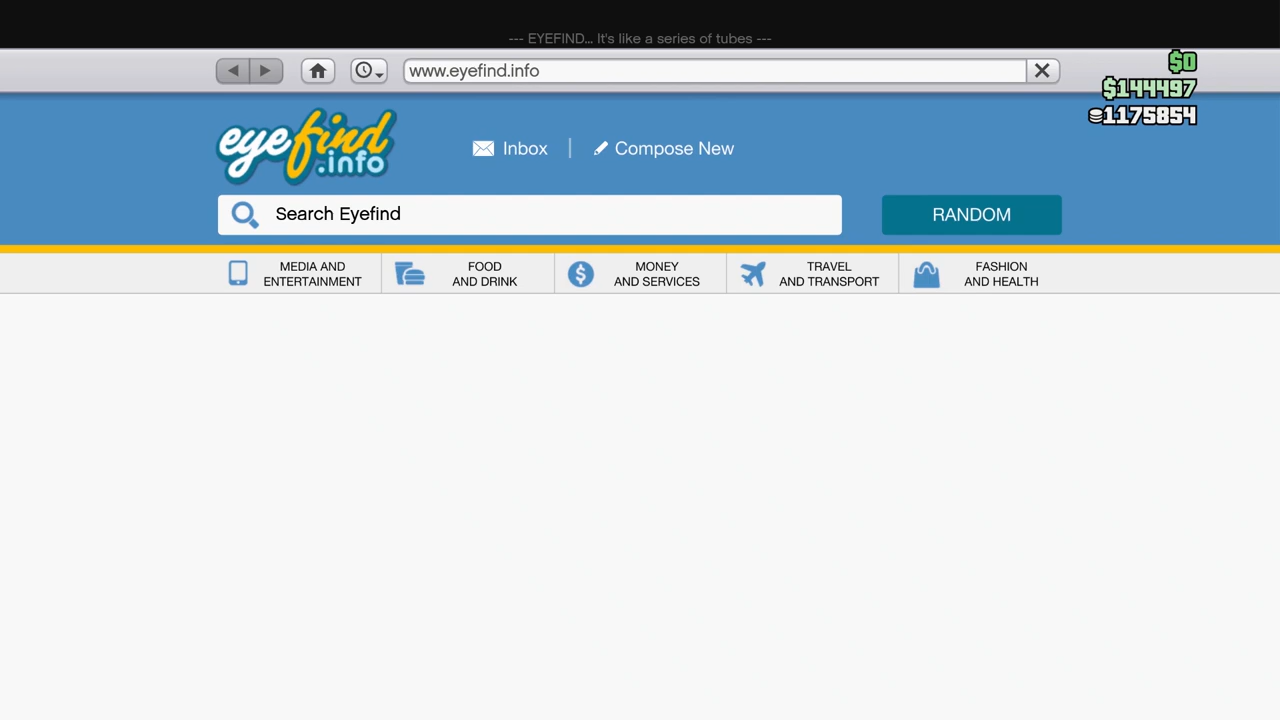 --- EYEFIND... It's like a series of tubes ---
www.eyefind.info
$0
$144497
1175854
eyefind
.info
Inbox
Compose New
Search Eyefind
RANDOM
MEDIA AND
ENTERTAINMENT
FOOD
AND DRINK
MONEY
AND SERVICES
TRAVEL
AND TRANSPORT
FASHION
AND HEALTH